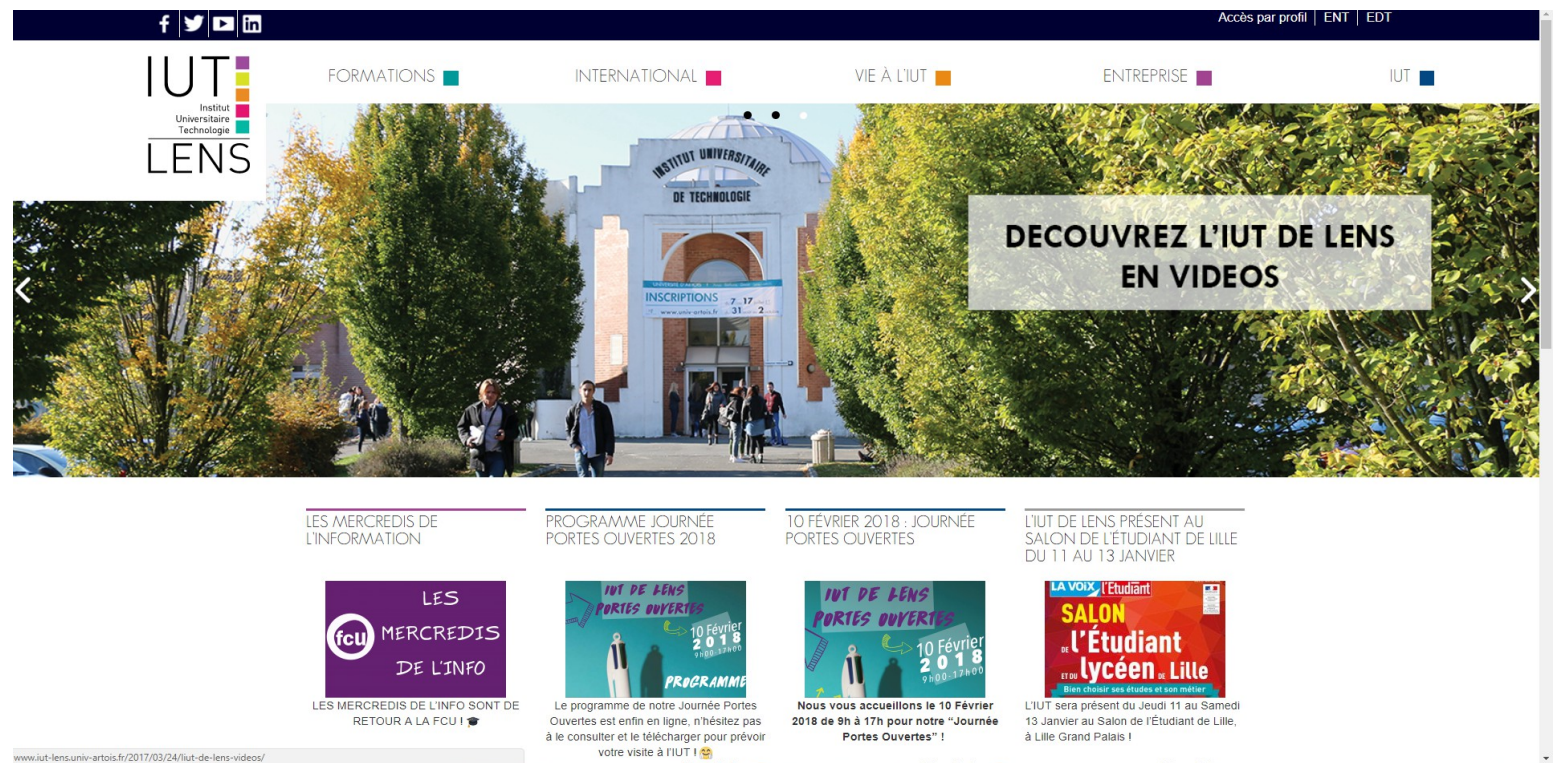 Accès par profil | ENT | EDT
IUT
Institut
Universitaire
Technologie
LENS
FORMATIONS
INTERNATIONAL
VIE À L'IUT
ENTREPRISE
IUT
INSTITUT UNIVERSITAIRE
DE TECHNOLOGIE
INSCRIPTIONS
www.univ-artois.fr
DECOUVREZ L'IUT DE LENS
EN VIDEOS
LES MERCREDIS DE
L'INFORMATION
LES
fcu MERCREDIS
DE L'INFO
LES MERCREDIS DE L'INFO SONT DE
RETOUR A LA FCU !
PROGRAMME JOURNÉE
PORTES OUVERTES 2018
IUT DE LENS
PORTES OUVERTES
10 Février
2018
9h00-17h00
PROGRAMME
Le programme de notre Journée Portes
Ouvertes est enfin en ligne, n'hésitez pas
à le consulter et le télécharger pour prévoir
votre visite à l'IUT !
10 FÉVRIER 2018 : JOURNÉE
PORTES OUVERTES
IUT DE LENS
PORTES OUVERTES
10 Février
2018
9h00-17h00
Nous vous accueillons le 10 Février
2018 de 9h à 17h pour notre “Journée
Portes Ouvertes” !
L'IUT DE LENS PRÉSENT AU
SALON DE L'ÉTUDIANT DE LILLE
DU 11 AU 13 JANVIER
LA VOIX l'Etudiant
SALON
DE l'Étudiant
ET DU lycéen DE Lille
Bien choisir ses études et son métier
L'IUT sera présent du Jeudi 11 au Samedi
13 Janvier au Salon de l'Étudiant de Lille,
à Lille Grand Palais !
www.iut-lens.univ-artois.fr/2017/03/24/liut-de-lens-videos/